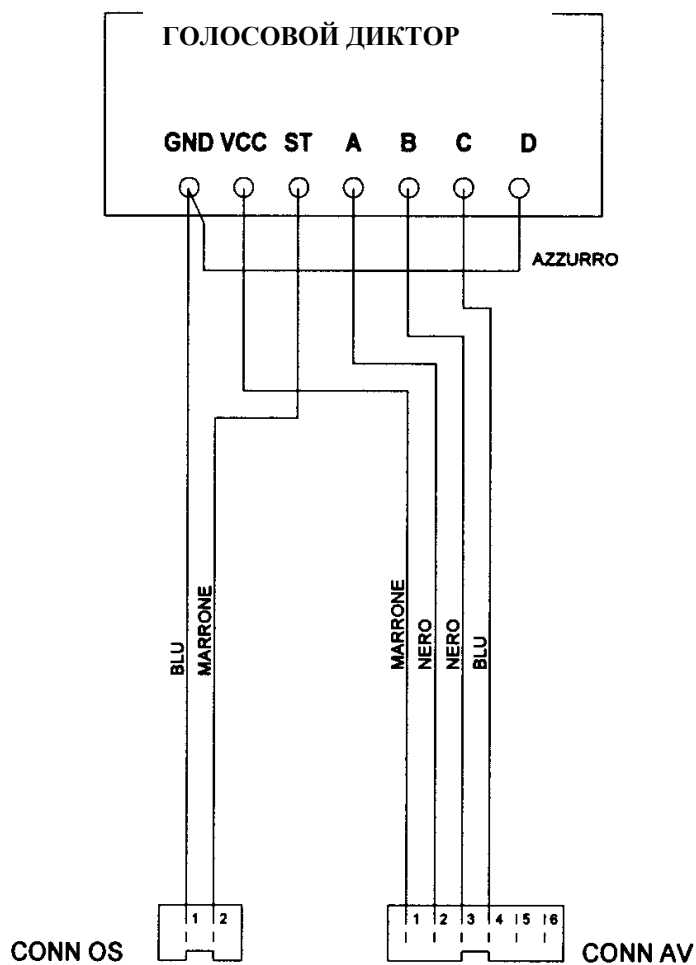 ГОЛОСОВОЙ ДИКТОР
GND VCC ST A B C D
AZZURRO
BLU
MARRONE
MARRONE
NERO
NERO
BLU
1 2
1 2 3 4 5 6
CONN OS
CONN AV